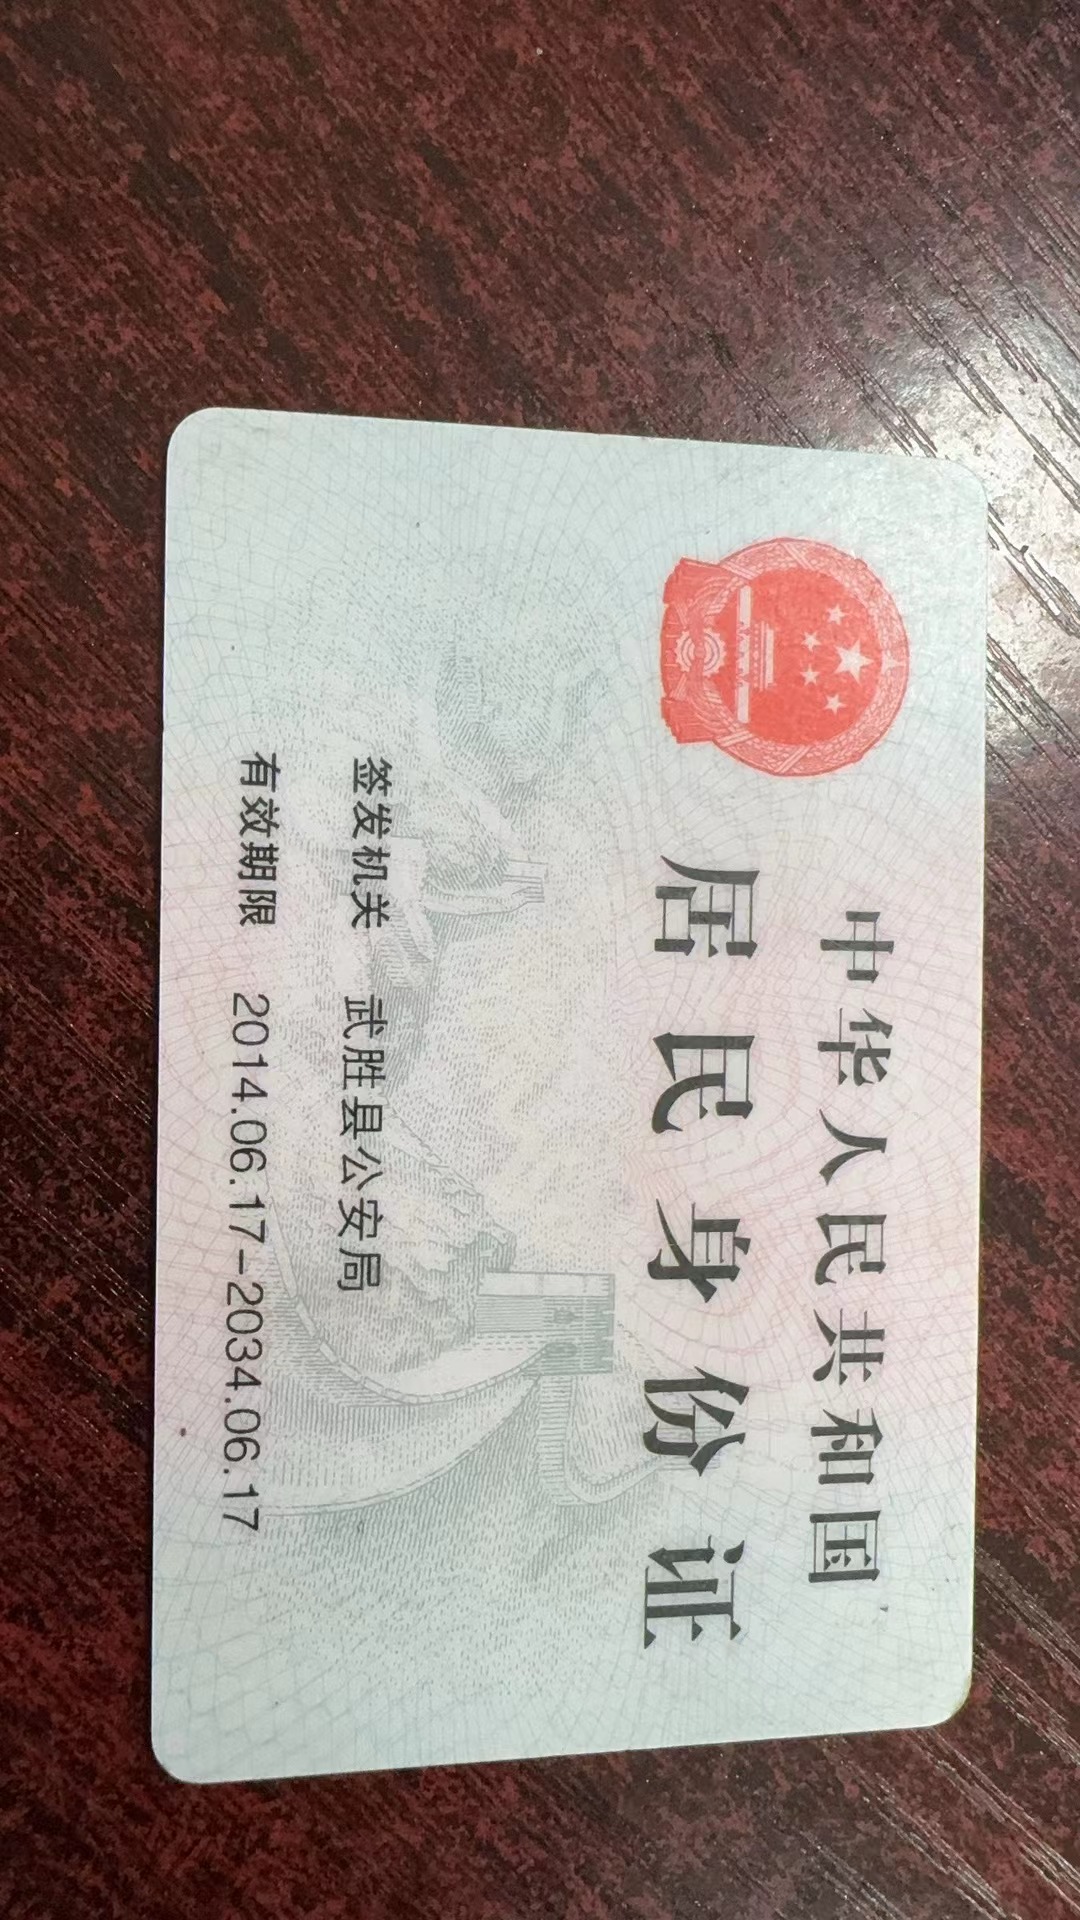 中华人民共和国
居民身份证
签发机关 武胜县公安局
有效期限 2014.06.17-2034.06.17